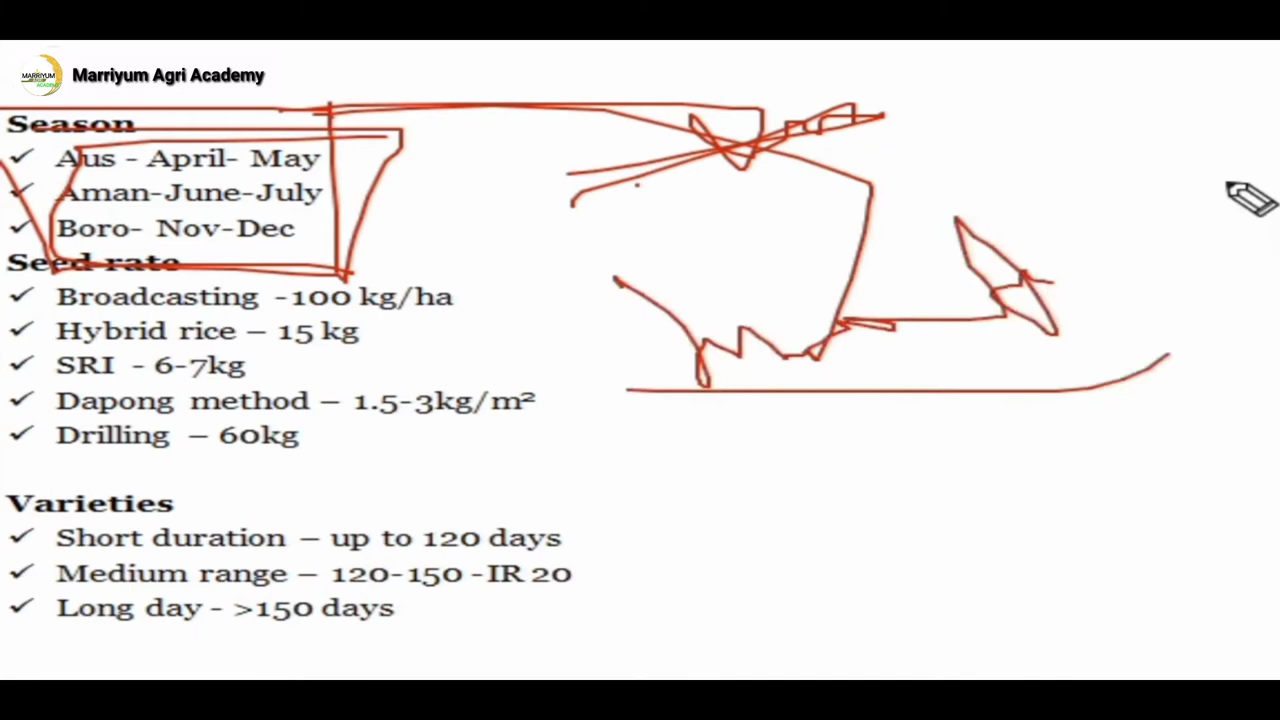 MARRIYUM
ACADEMY
Marriyum Agri Academy
Season
✓ Aus - April- May
✓ Aman-June-July
✓ Boro- Nov-Dec
Seed rate
✓ Broadcasting -100 kg/ha
✓ Hybrid rice – 15 kg
✓ SRI - 6-7kg
✓ Dapong method – 1.5-3kg/m²
✓ Drilling – 60kg
Varieties
✓ Short duration – up to 120 days
✓ Medium range – 120-150 -IR 20
✓ Long day - >150 days